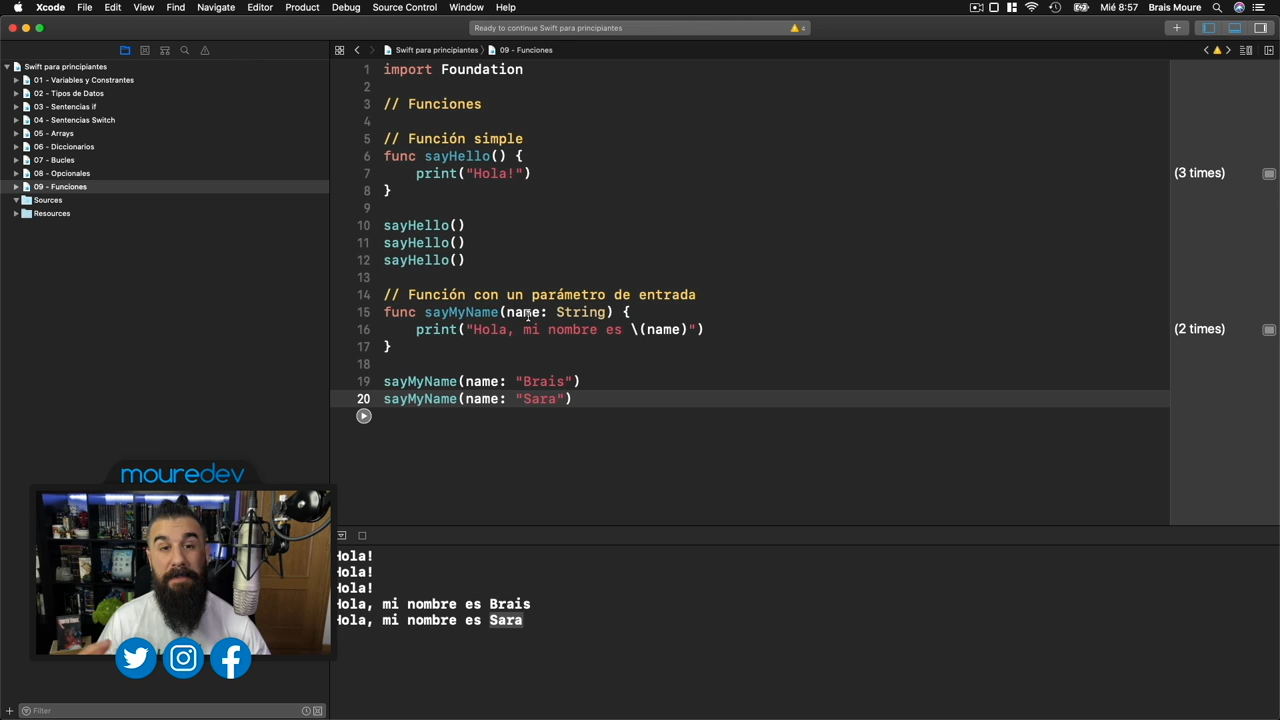 Xcode File Edit View Find Navigate Editor Product Debug Source Control Window Help Mié 8:57 Brais Moure
Ready to continue Swift para principiantes 4
Swift para principiantes 09 - Funciones
Swift para principiantes
01 - Variables y Constrantes
02 - Tipos de Datos
03 - Sentencias if
04 - Sentencias Switch
05 - Arrays
06 - Diccionarios
07 - Bucles
08 - Opcionales
09 - Funciones
Sources
Resources
1 import Foundation
2
3 // Funciones
4
5 // Función simple
6 func sayHello() {
7 print("Hola!") (3 times)
8 }
9
10 sayHello()
11 sayHello()
12 sayHello()
13
14 // Función con un parámetro de entrada
15 func sayMyName(name: String) {
16 print("Hola, mi nombre es \(name)") (2 times)
17 }
18
19 sayMyName(name: "Brais")
20 sayMyName(name: "Sara")
mouredev
Hola!
Hola!
Hola!
Hola, mi nombre es Brais
Hola, mi nombre es Sara
Filter